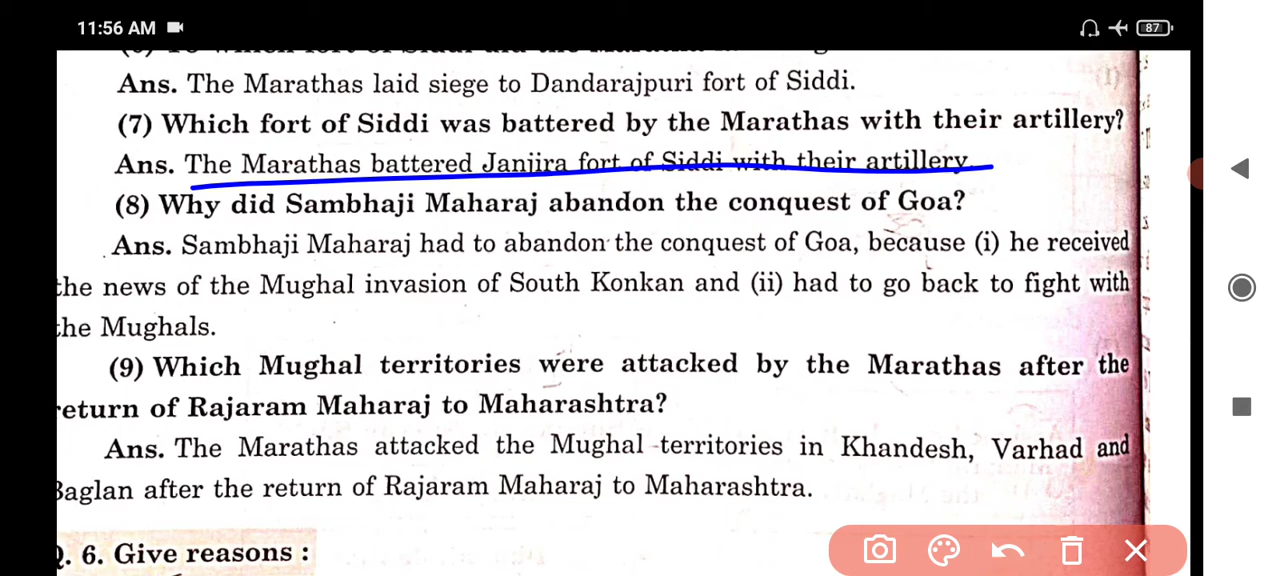 11:56 AM
87
Ans. The Marathas laid siege to Dandarajpuri fort of Siddi.
(7) Which fort of Siddi was battered by the Marathas with their artillery?
Ans. The Marathas battered Janjira fort of Siddi with their artillery.
(8) Why did Sambhaji Maharaj abandon the conquest of Goa?
Ans. Sambhaji Maharaj had to abandon the conquest of Goa, because (i) he received
the news of the Mughal invasion of South Konkan and (ii) had to go back to fight with
the Mughals.
(9) Which Mughal territories were attacked by the Marathas after the
return of Rajaram Maharaj to Maharashtra?
Ans. The Marathas attacked the Mughal territories in Khandesh, Varhad and
Baglan after the return of Rajaram Maharaj to Maharashtra.
Q. 6. Give reasons :